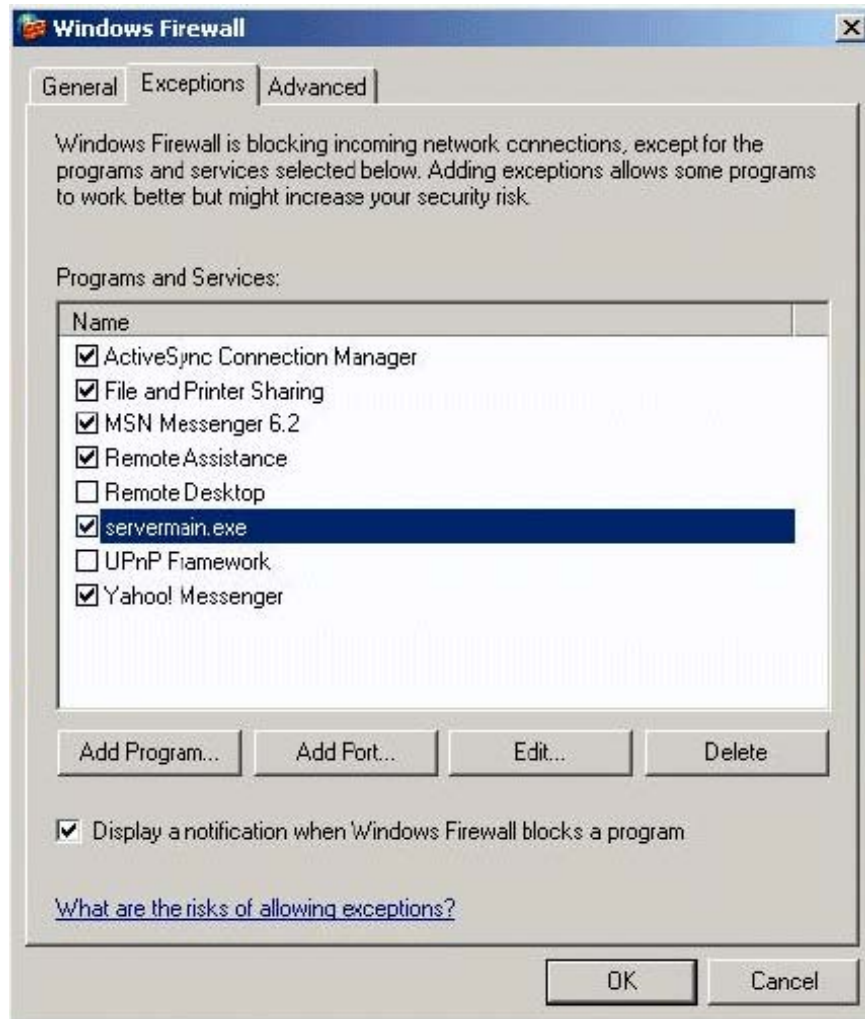 Windows Firewall
General
Exceptions
Advanced
Windows Firewall is blocking incoming network connections, except for the
programs and services selected below. Adding exceptions allows some programs
to work better but might increase your security risk.
Programs and Services:
Name
ActiveSync Connection Manager
File and Printer Sharing
MSN Messenger 6.2
Remote Assistance
Remote Desktop
servermain.exe
UPnP Framework
Yahoo! Messenger
Add Program...
Add Port...
Edit...
Delete
Display a notification when Windows Firewall blocks a program
What are the risks of allowing exceptions?
OK
Cancel